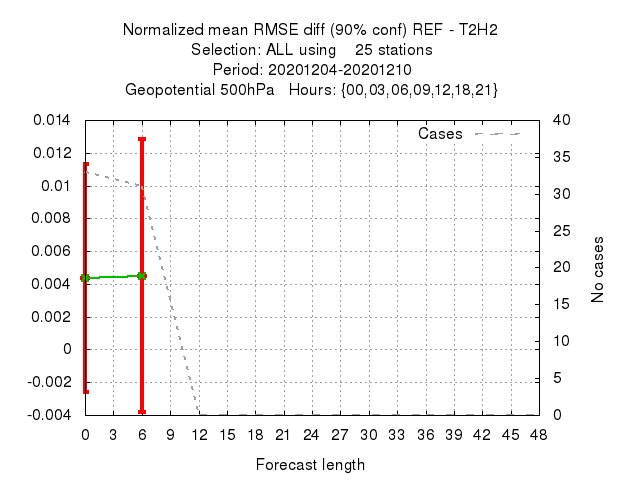 Normalized mean RMSE diff (90% conf) REF - T2H2
Selection: ALL using    25 stations
Period: 20201204-20201210
Geopotential 500hPa   Hours: {00,03,06,09,12,18,21}
0.014
0.012
0.01
0.008
0.006
0.004
0.002
0
-0.002
-0.004
Cases
40
35
30
25
20
15
10
5
0
No cases
0 3 6 9 12 15 18 21 24 27 30 33 36 39 42 45 48
Forecast length